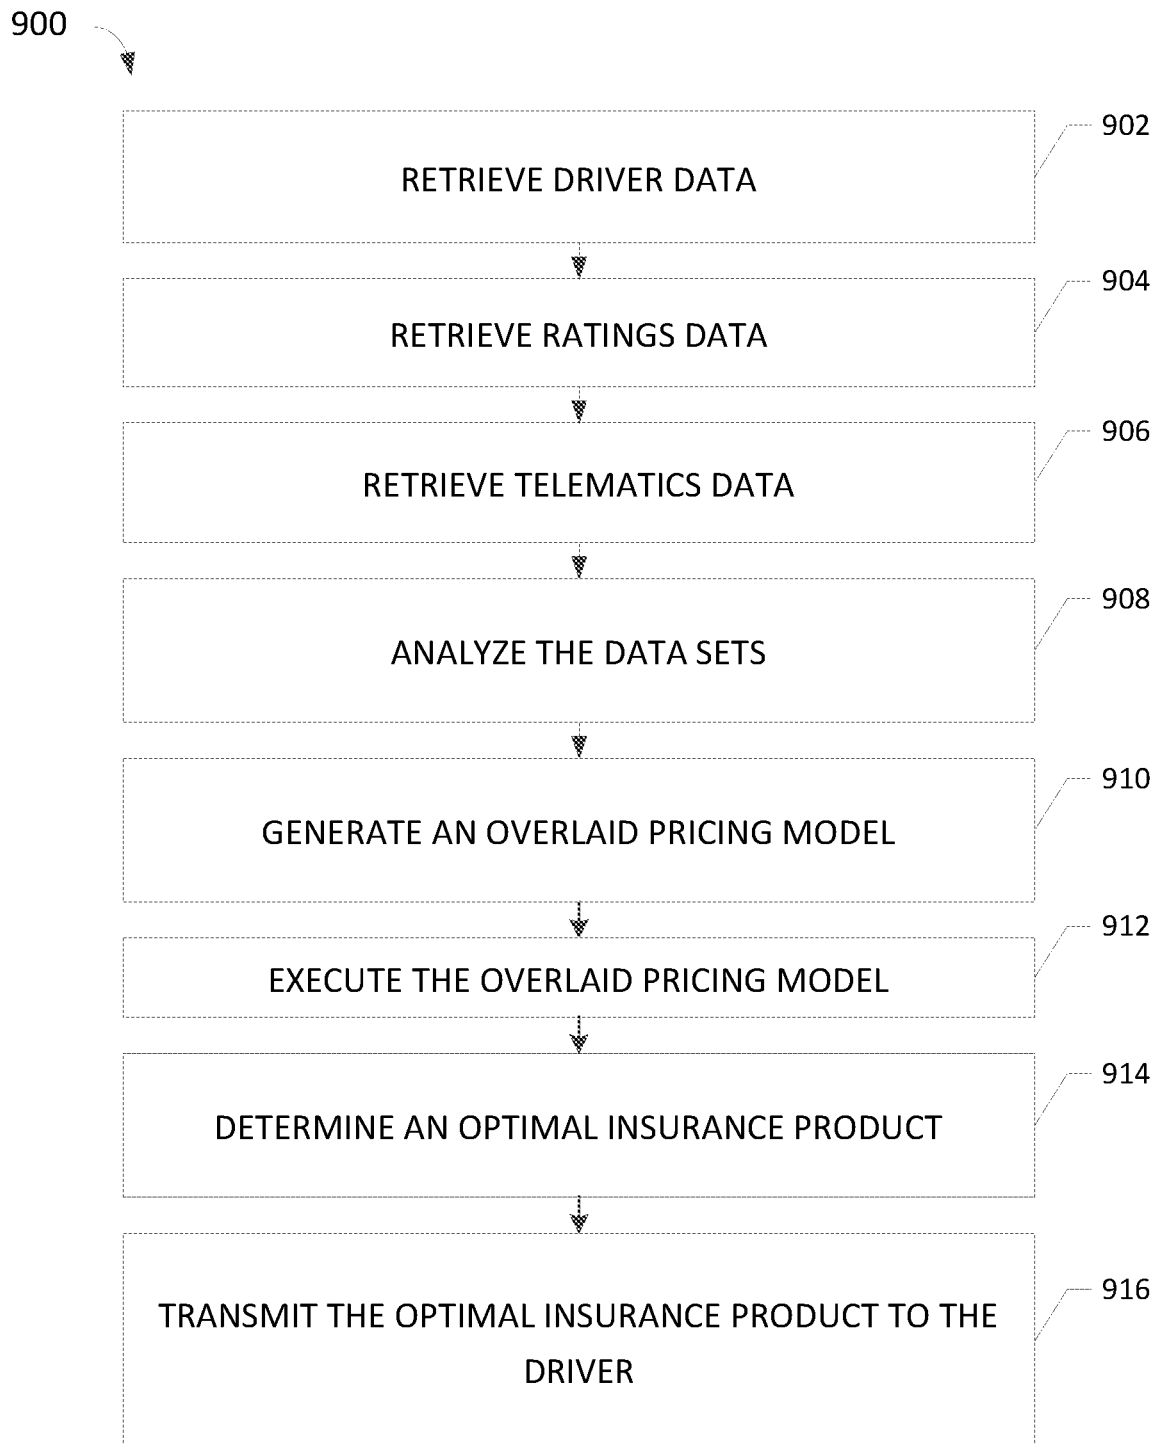 900
902
RETRIEVE DRIVER DATA
904
RETRIEVE RATINGS DATA
906
RETRIEVE TELEMATICS DATA
908
ANALYZE THE DATA SETS
910
GENERATE AN OVERLAID PRICING MODEL
912
EXECUTE THE OVERLAID PRICING MODEL
914
DETERMINE AN OPTIMAL INSURANCE PRODUCT
916
TRANSMIT THE OPTIMAL INSURANCE PRODUCT TO THE
DRIVER